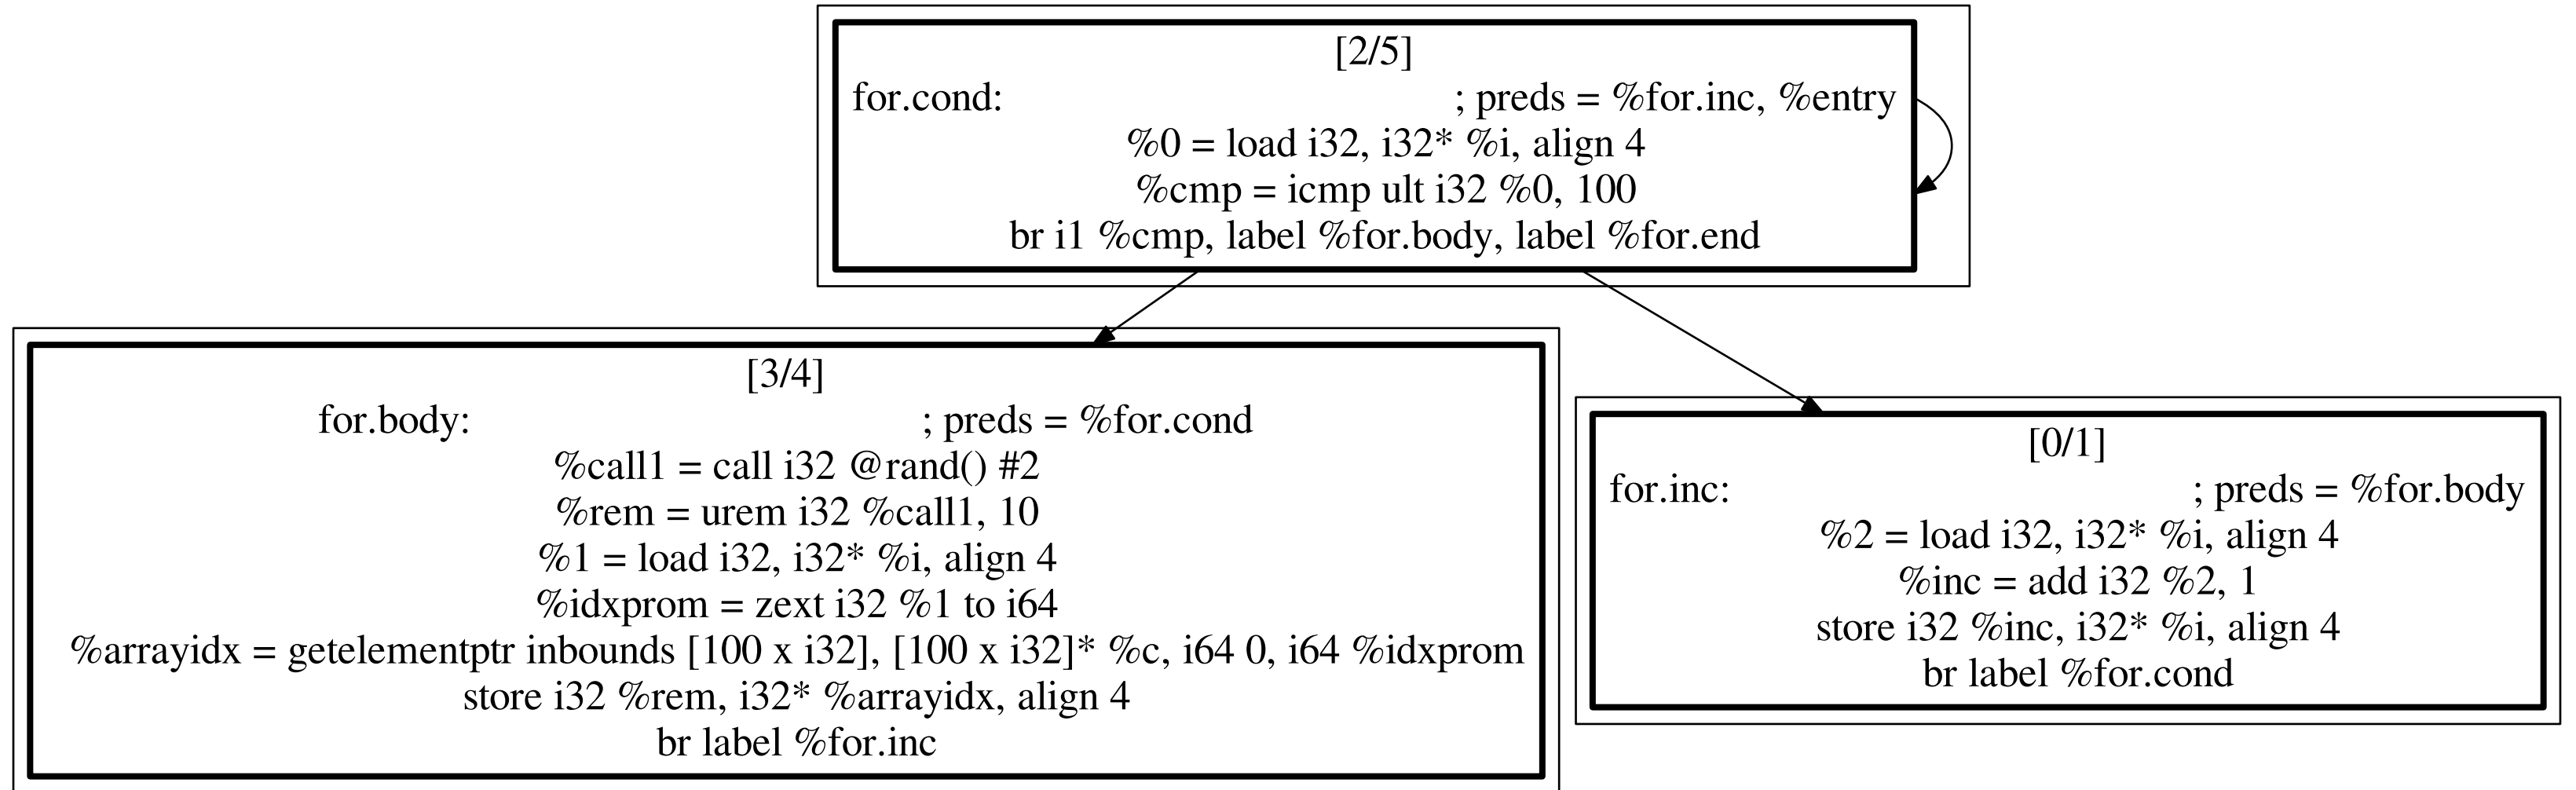 [2/5]
for.cond: ; preds = %for.inc, %entry
%0 = load i32, i32* %i, align 4
%cmp = icmp ult i32 %0, 100
br i1 %cmp, label %for.body, label %for.end
[3/4]
for.body: ; preds = %for.cond
%call1 = call i32 @rand() #2
%rem = urem i32 %call1, 10
%1 = load i32, i32* %i, align 4
%idxprom = zext i32 %1 to i64
%arrayidx = getelementptr inbounds [100 x i32], [100 x i32]* %c, i64 0, i64 %idxprom
store i32 %rem, i32* %arrayidx, align 4
br label %for.inc
[0/1]
for.inc: ; preds = %for.body
%2 = load i32, i32* %i, align 4
%inc = add i32 %2, 1
store i32 %inc, i32* %i, align 4
br label %for.cond